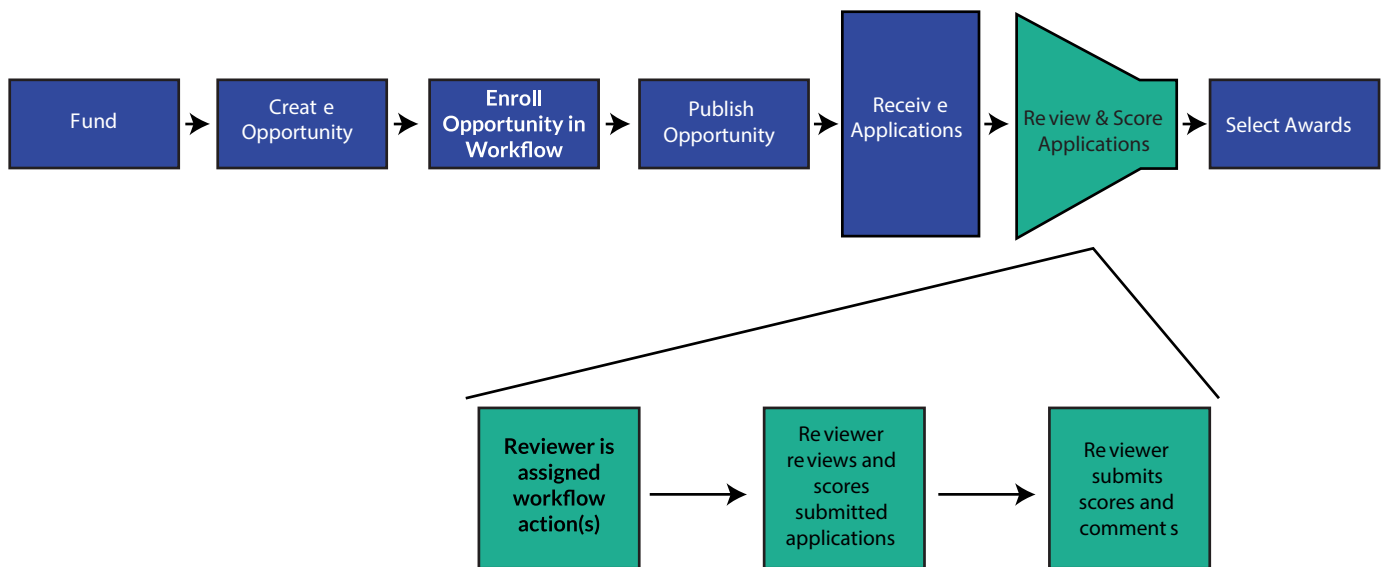 Fund
Creat e
Opportunity
Enroll
Opportunity in
Workflow
Publish
Opportunity
Receiv e
Applications
Re view & Score
Applications
Select Awards
Reviewer is
assigned
workflow
action(s)
Re viewer
re views and
scores
submitted
applications
Re viewer
submits
scores and
comment s